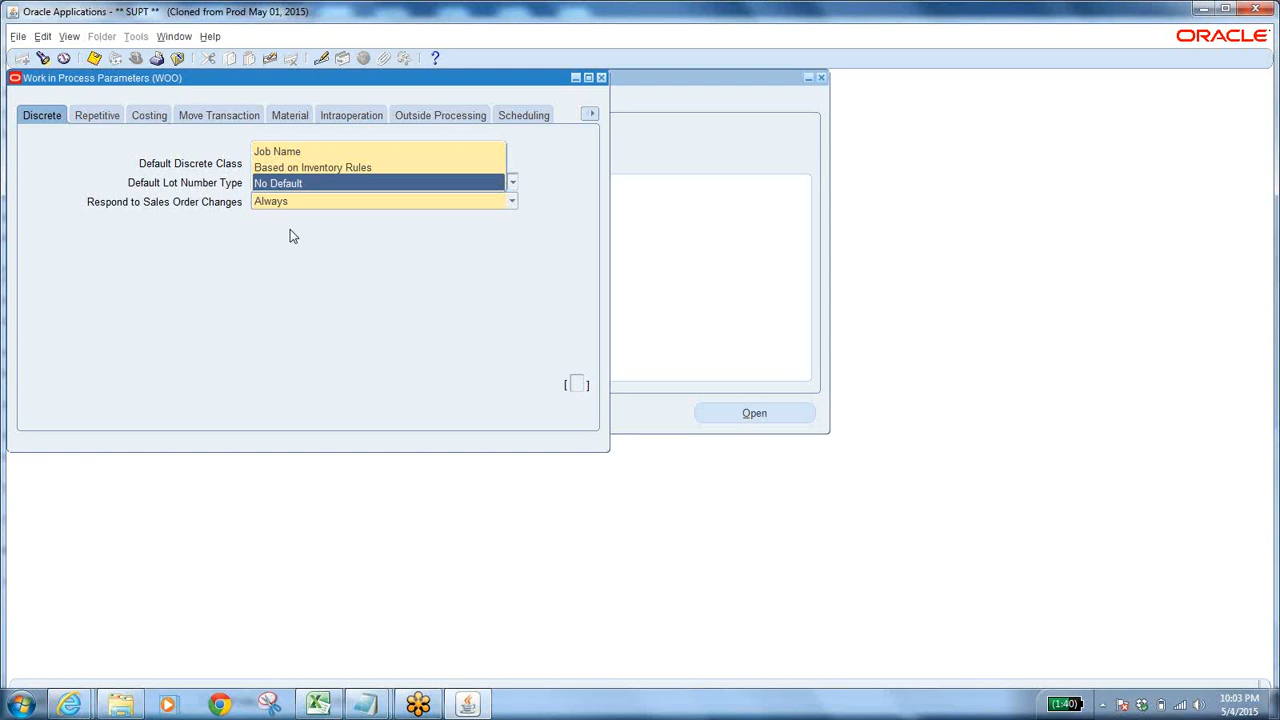 Oracle Applications - ** SUPT ** (Cloned from Prod May 01, 2015)
File Edit View Folder Tools Window Help
ORACLE
Work in Process Parameters (WOO)
Discrete Repetitive Costing Move Transaction Material Intraoperation Outside Processing Scheduling
Job Name
Default Discrete Class
Based on Inventory Rules
Default Lot Number Type No Default
Respond to Sales Order Changes Always
[ ]
Open
(1:40)
10:03 PM
5/4/2015